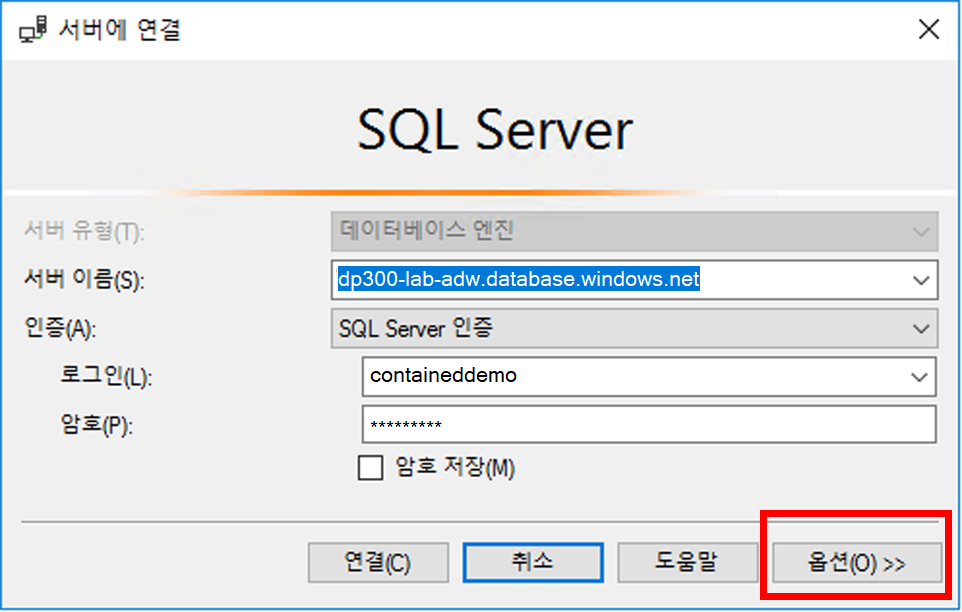 서버에 연결
SQL Server
서버 유형(T): 데이터베이스 엔진
서버 이름(S): dp300-lab-adw.database.windows.net
인증(A): SQL Server 인증
로그인(L): containeddemo
암호(P): *********
암호 저장(M)
연결(C) 취소 도움말 옵션(O) >>